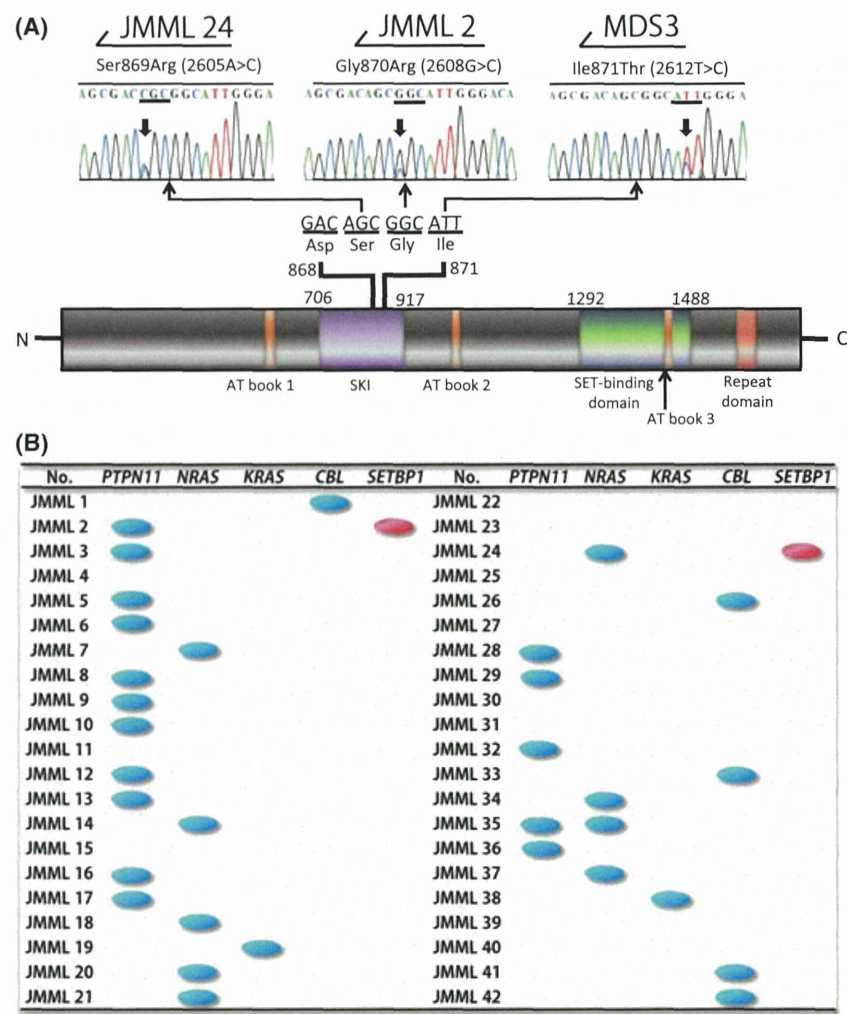 (A)
JMML 24 JMML 2 MDS3
Ser869Arg (2605A>C) Gly870Arg (2608G>C) Ile871Thr (2612T>C)
AGCGACCGCGGCATTGGGA AGCGACAGCGGCATTGGGACA AGCGACAGCGGCATTGGGA
GAC AGC GGC ATT
Asp Ser Gly Ile
868 871
706 917 1292 1488
N C
AT book 1 SKI AT book 2 SET-binding domain Repeat domain
AT book 3
(B)
No. PTPN11 NRAS KRAS CBL SETBP1 No. PTPN11 NRAS KRAS CBL SETBP1
JMML 1 JMML 22
JMML 2 JMML 23
JMML 3 JMML 24
JMML 4 JMML 25
JMML 5 JMML 26
JMML 6 JMML 27
JMML 7 JMML 28
JMML 8 JMML 29
JMML 9 JMML 30
JMML 10 JMML 31
JMML 11 JMML 32
JMML 12 JMML 33
JMML 13 JMML 34
JMML 14 JMML 35
JMML 15 JMML 36
JMML 16 JMML 37
JMML 17 JMML 38
JMML 18 JMML 39
JMML 19 JMML 40
JMML 20 JMML 41
JMML 21 JMML 42